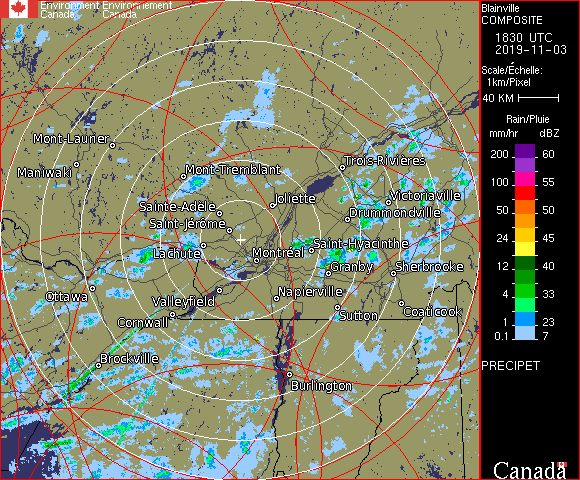 Environment Environnement
Canada Canada
Blainville
COMPOSITE
1830 UTC
2019-11-03
Scale/Échelle:
1km/Pixel
40 KM
Rain/Pluie
mm/hr dBZ
200 60
100 55
50 50
24 45
12 40
4 33
1 23
0.1 7
PRECIPET
Canada
Mont-Laurier
Maniwaki
Mont-Tremblant
Trois-Rivières
Joliette
Victoriaville
Sainte-Adele
Drummondville
Saint-Jérôme
Saint-Hyacinthe
Lachute
Montréal
Granby
Sherbrooke
Ottawa
Valleyfield
Napierville
Coaticook
Cornwall
Sutton
Brockville
Burlington